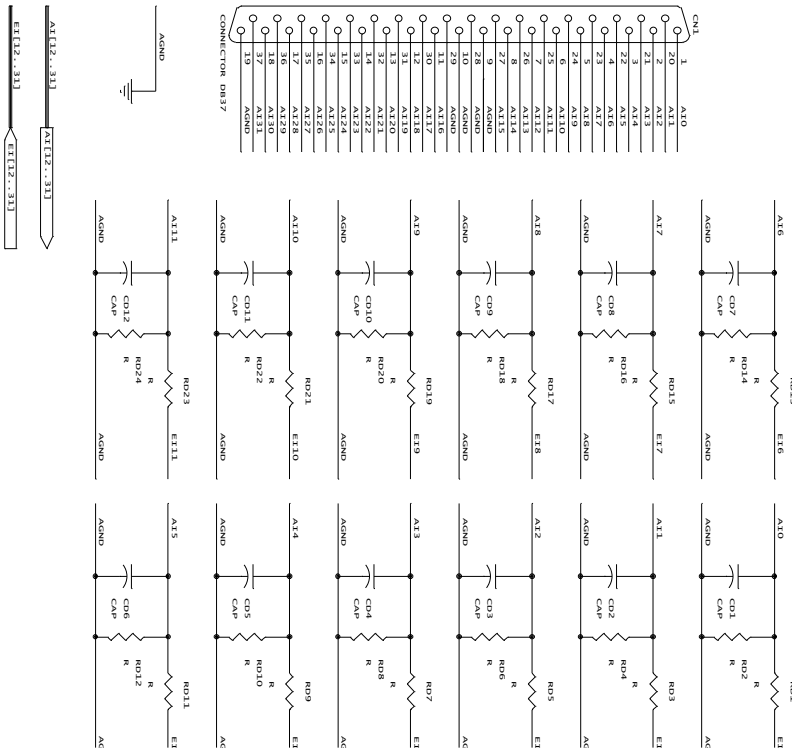 CN1
1 AI0
20 AI1
2 AI2
21 AI3
3 AI4
22 AI5
4 AI6
23 AI7
5 AI8
24 AI9
6 AI10
25 AI11
7 AI12
26 AI13
8 AI14
27 AI15
9 AGND
28 AGND
10 AGND
29 AGND
11 AI16
30 AI17
12 AI18
31 AI19
13 AI20
32 AI21
14 AI22
33 AI23
15 AI24
34 AI25
16 AI26
35 AI27
17 AI28
36 AI29
18 AI30
37 AI31
19 AGND
CONNECTOR DB37
AGND
AI[12..31] AI[12..31]
EI[12..31] EI[12..31]
AI6 EI6
CD7
CAP
RD14
R
R
AGND AGND
AI7 RD15 EI7
CD8
CAP
RD16
R
R
AGND AGND
AI8 RD17 EI8
CD9
CAP
RD18
R
R
AGND AGND
AI9 RD19 EI9
CD10
CAP
RD20
R
R
AGND AGND
AI10 RD21 EI10
CD11
CAP
RD22
R
R
AGND AGND
AI11 RD23 EI11
CD12
CAP
RD24
R
R
AGND AGND
AI0
CD1
CAP
RD2
R
R
AGND
AI1 RD3
CD2
CAP
RD4
R
R
AGND
AI2 RD5
CD3
CAP
RD6
R
R
AGND
AI3 RD7
CD4
CAP
RD8
R
R
AGND
AI4 RD9
CD5
CAP
RD10
R
R
AGND
AI5 RD11
CD6
CAP
RD12
R
R
AGND